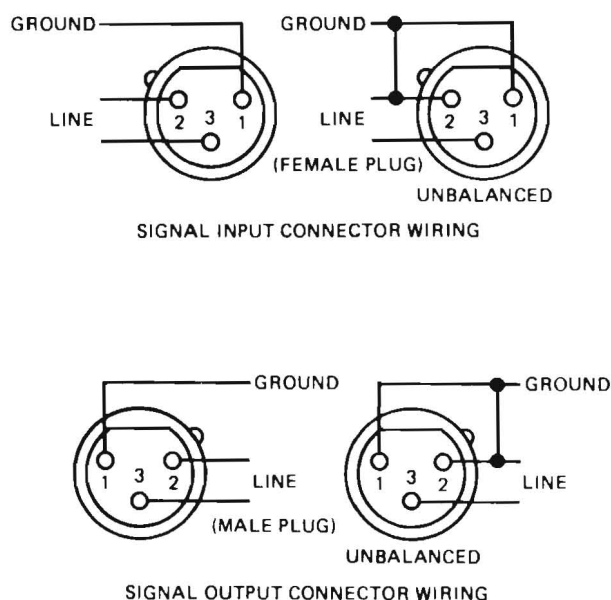 GROUND
GROUND
LINE
2 3 1
LINE
2 3 1
(FEMALE PLUG)
UNBALANCED
SIGNAL INPUT CONNECTOR WIRING
GROUND
GROUND
1 3 2
LINE
1 3 2
LINE
(MALE PLUG)
UNBALANCED
SIGNAL OUTPUT CONNECTOR WIRING